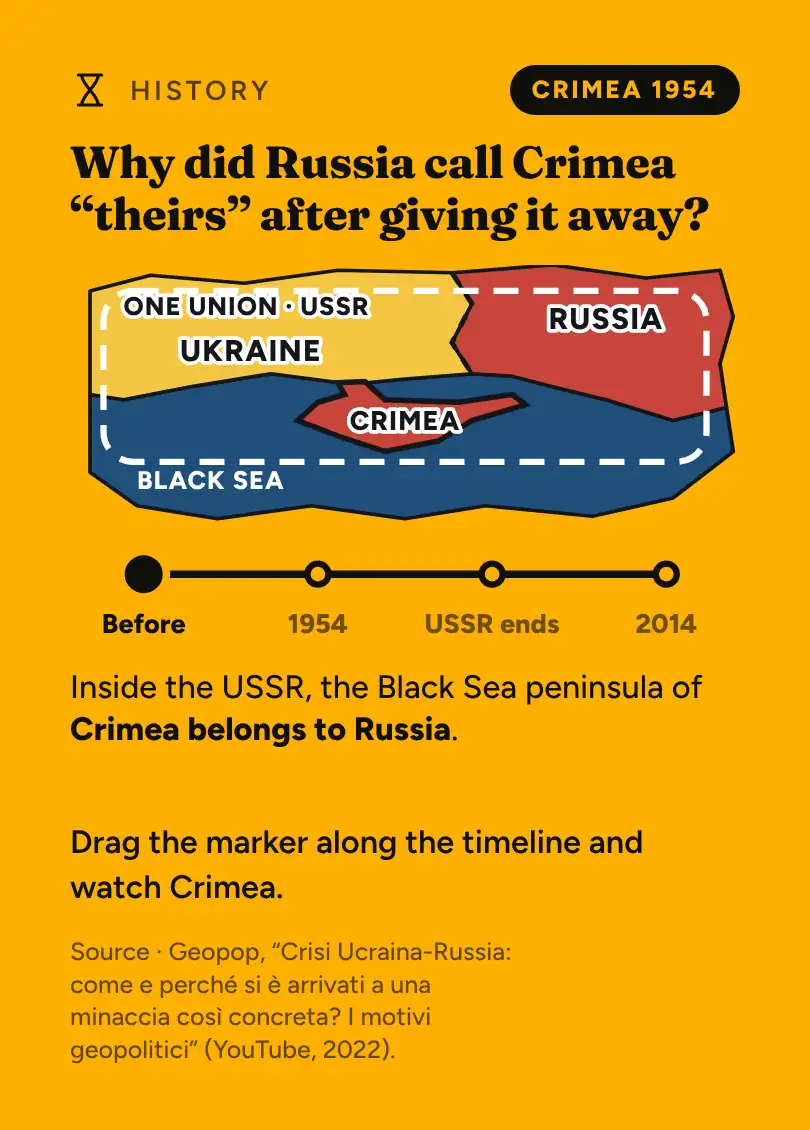 HISTORY
CRIMEA 1954
Why did Russia call Crimea
“theirs” after giving it away?
ONE UNION · USSR
UKRAINE
RUSSIA
CRIMEA
BLACK SEA
Before
1954
USSR ends
2014
Inside the USSR, the Black Sea peninsula of
Crimea belongs to Russia.
Drag the marker along the timeline and
watch Crimea.
Source · Geopop, “Crisi Ucraina-Russia:
come e perché si è arrivati a una
minaccia così concreta? I motivi
geopolitici” (YouTube, 2022).